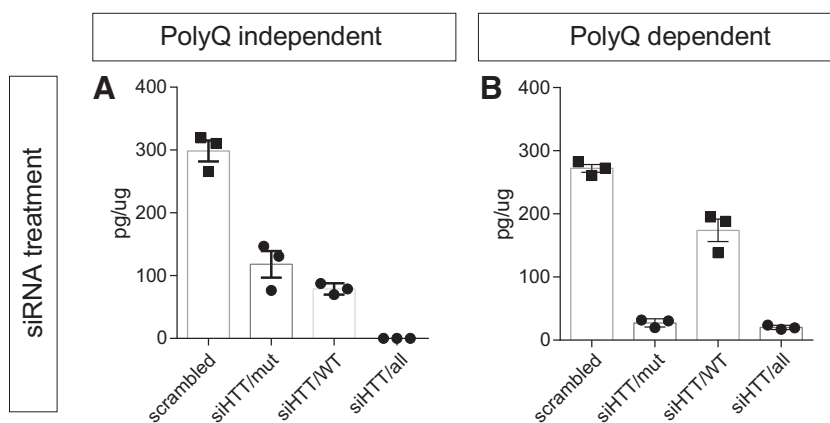 PolyQ independent
PolyQ dependent
siRNA treatment
A
400
300
200
100
0
pg/ug
scrambled
siHTT/mut
siHTT/WT
siHTT/all
B
400
300
200
100
0
pg/ug
scrambled
siHTT/mut
siHTT/WT
siHTT/all